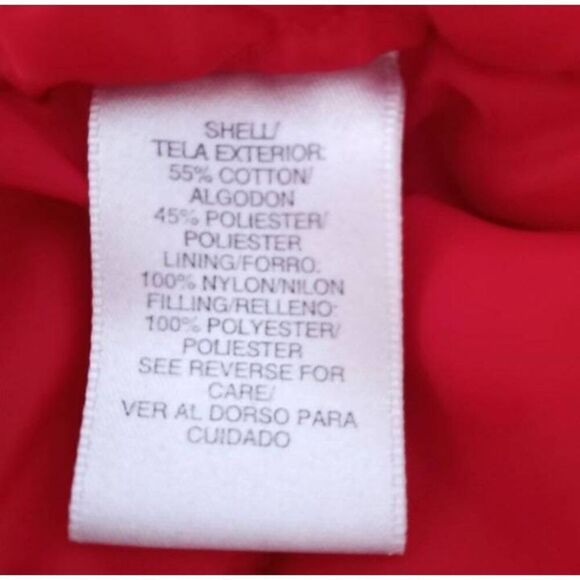 SHELL/
TELA EXTERIOR:
55% COTTON/
ALGODON
45% POLIESTER/
POLIESTER
LINING/FORRO:
100% NYLON/NILON
FILLING/RELLENO:
100% POLYESTER/
POLIESTER
SEE REVERSE FOR
CARE/
VER AL DORSO PARA
CUIDADO